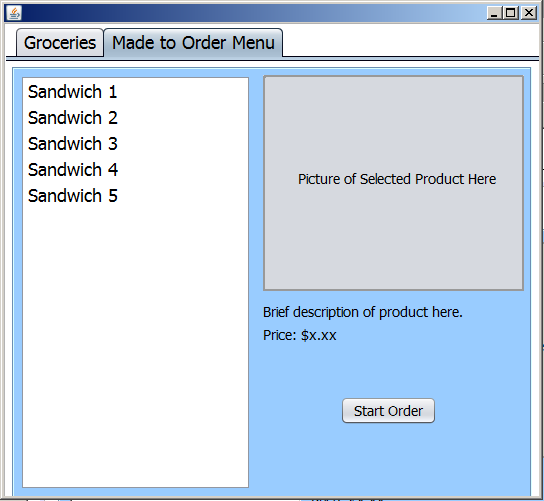 Groceries
Made to Order Menu
Sandwich 1
Sandwich 2
Sandwich 3
Sandwich 4
Sandwich 5
Picture of Selected Product Here
Brief description of product here.
Price: $x.xx
Start Order